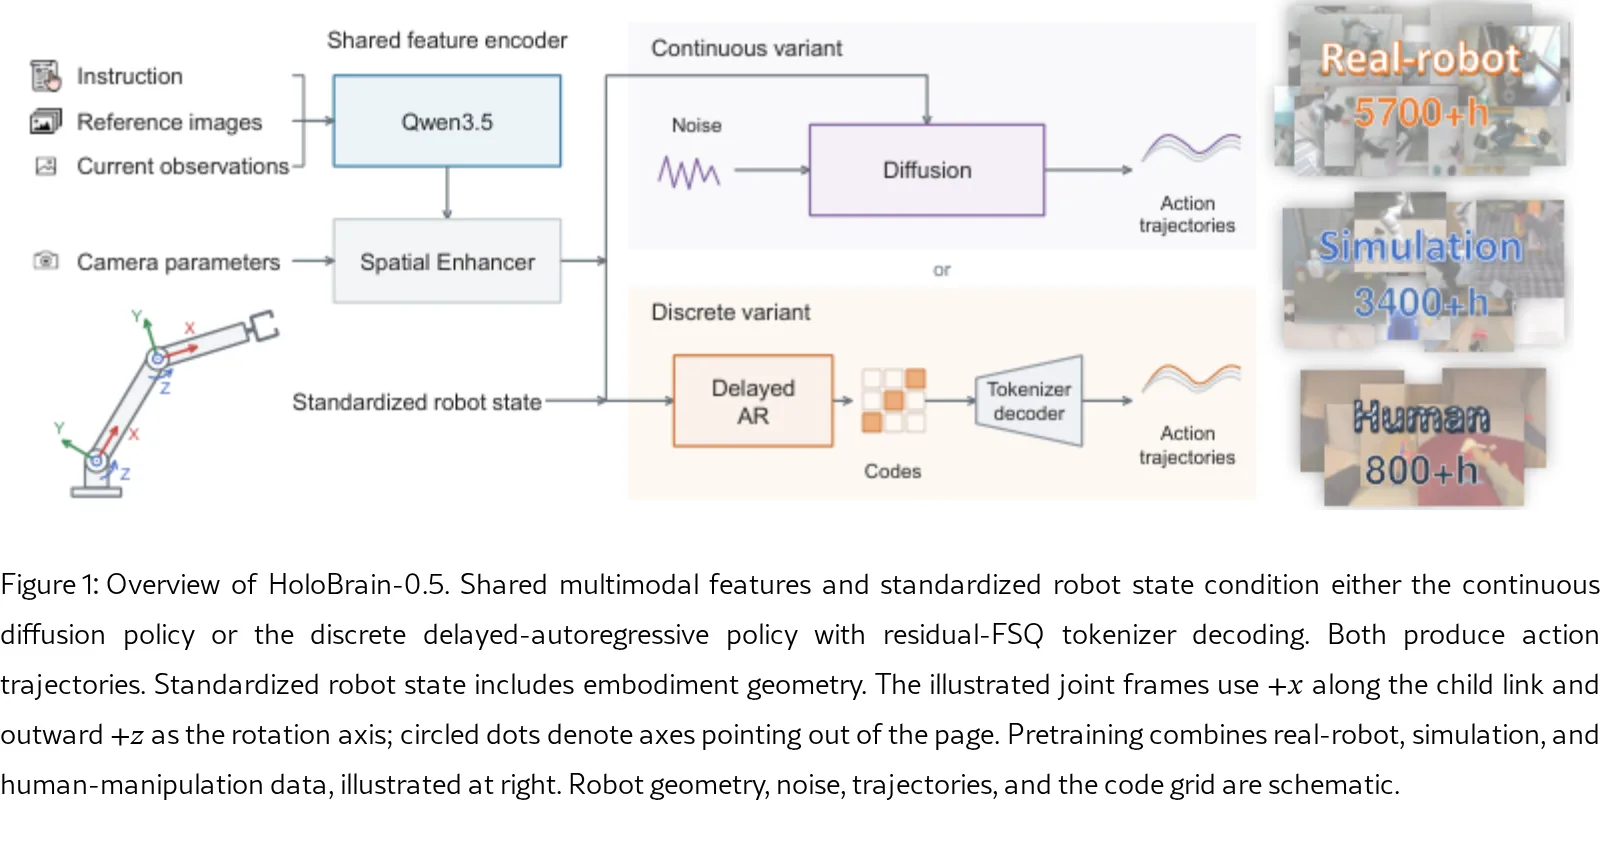 Shared feature encoder
Instruction
Reference images
Current observations
Qwen3.5
Camera parameters
Spatial Enhancer
Y
X
Z
Y
X
Z
Standardized robot state
Continuous variant
Noise
Diffusion
Action
trajectories
or
Discrete variant
Delayed
AR
Codes
Tokenizer
decoder
Action
trajectories
Real-robot
5700+h
Simulation
3400+h
Human
800+h
Figure 1: Overview of HoloBrain-0.5. Shared multimodal features and standardized robot state condition either the continuous
diffusion policy or the discrete delayed-autoregressive policy with residual-FSQ tokenizer decoding. Both produce action
trajectories. Standardized robot state includes embodiment geometry. The illustrated joint frames use +x along the child link and
outward +z as the rotation axis; circled dots denote axes pointing out of the page. Pretraining combines real-robot, simulation, and
human-manipulation data, illustrated at right. Robot geometry, noise, trajectories, and the code grid are schematic.